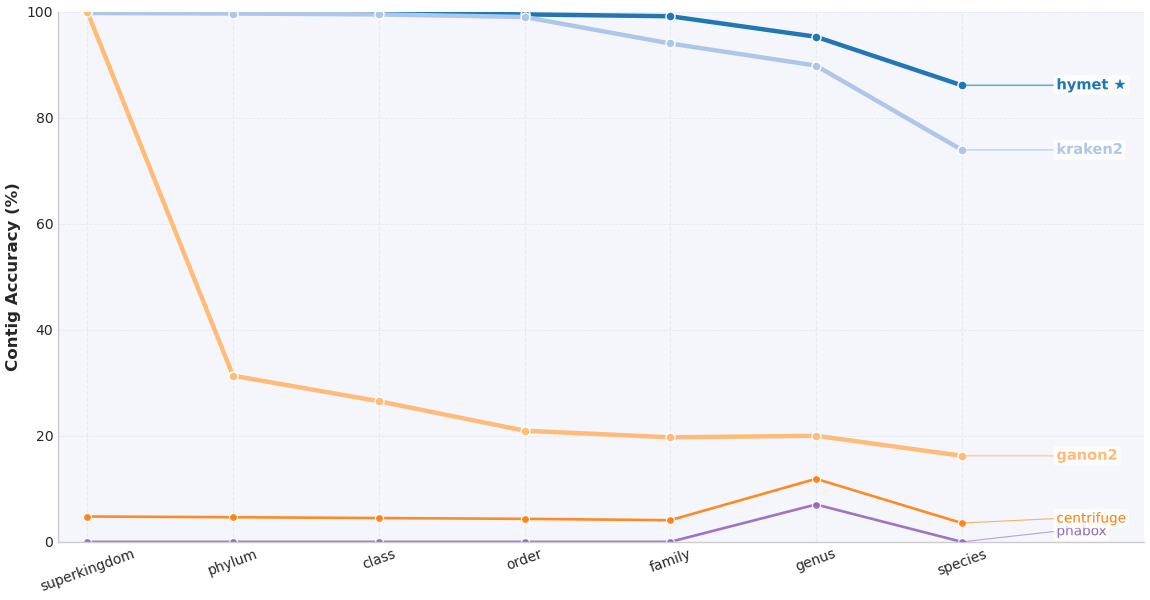 Contig Accuracy (%)
100
80
60
40
20
0
superkingdom
phylum
class
order
family
genus
species
hymet ★
kraken2
ganon2
centrifuge
phabox